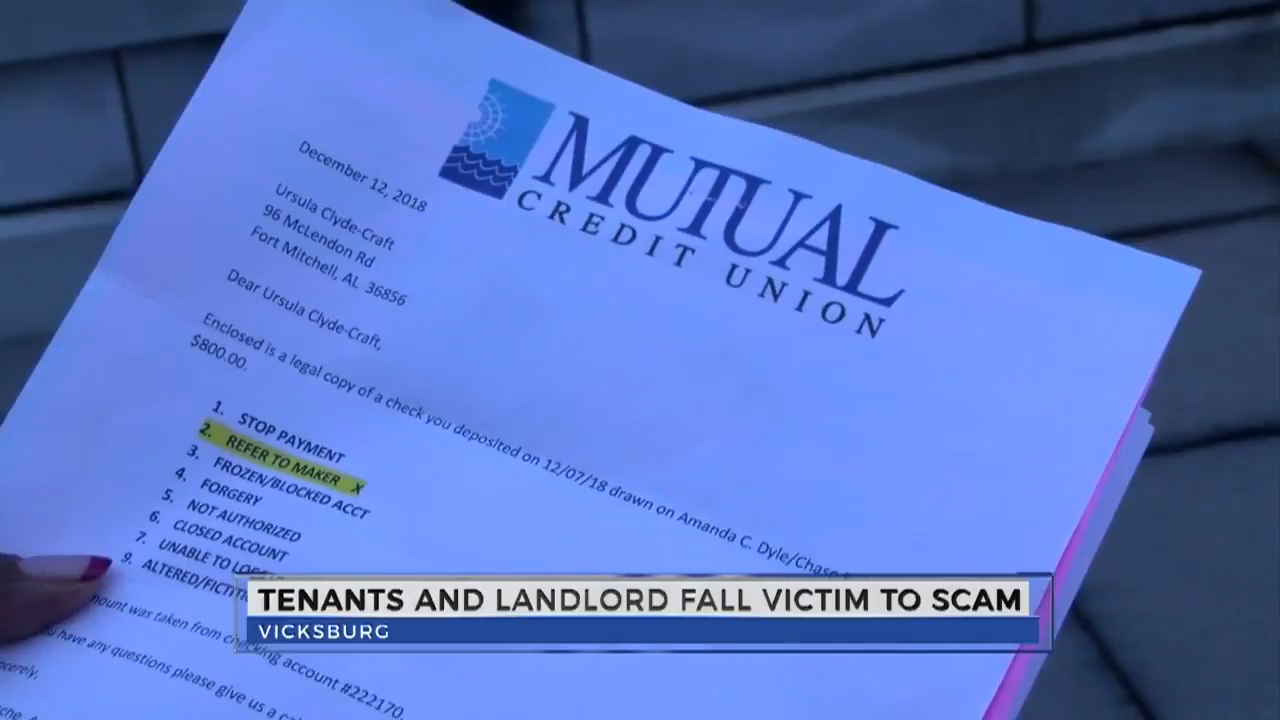 MUTUAL
CREDIT UNION
December 12, 2018
Ursula Clyde-Craft
96 McLendon Rd
Fort Mitchell, AL 36856
Dear Ursula Clyde-Craft,
Enclosed is a legal copy of a check you deposited on 12/07/18 drawn on Amanda C. Dyle/Chase
$800.00.
1. STOP PAYMENT
2. REFER TO MAKER X
3. FROZEN/BLOCKED ACCT
4. FORGERY
5. NOT AUTHORIZED
6. CLOSED ACCOUNT
7. UNABLE TO
9. ALTERED/
was taken from checking account #222170.
have any questions please give us a
TENANTS AND LANDLORD FALL VICTIM TO SCAM
VICKSBURG